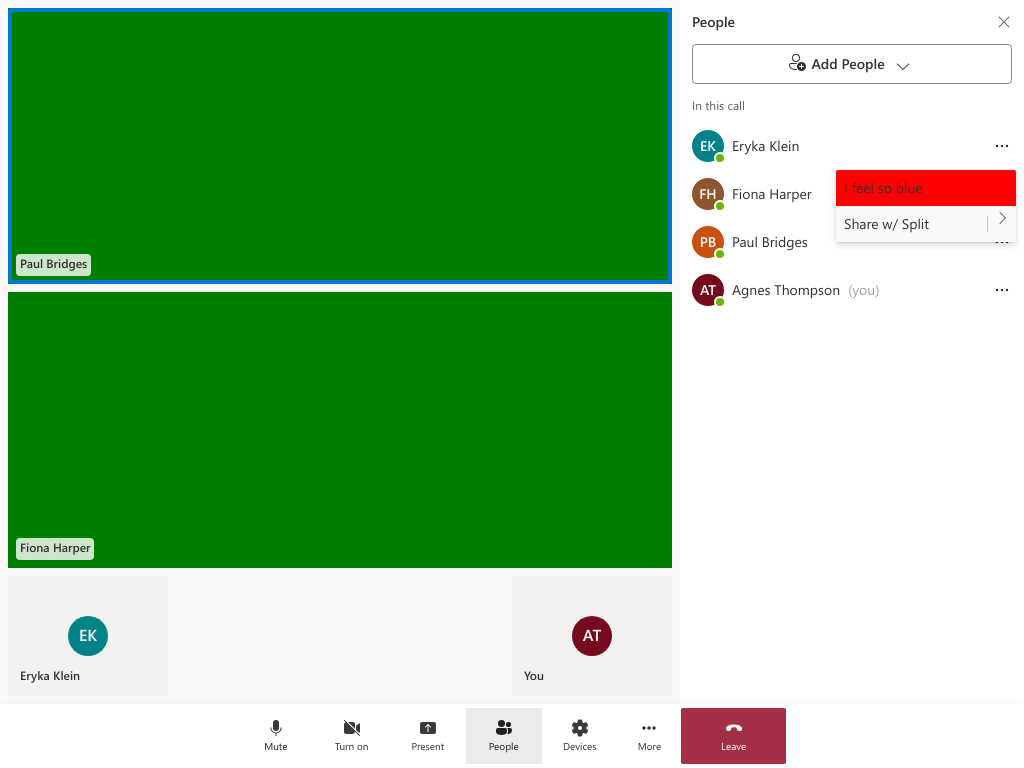 Paul Bridges
Fiona Harper
EK
Eryka Klein
AT
You
People
Add People
In this call
EK Eryka Klein
FH Fiona Harper
I feel so blue
Share w/ Split
PB Paul Bridges
AT Agnes Thompson (you)
Mute
Turn on
Present
People
Devices
More
Leave